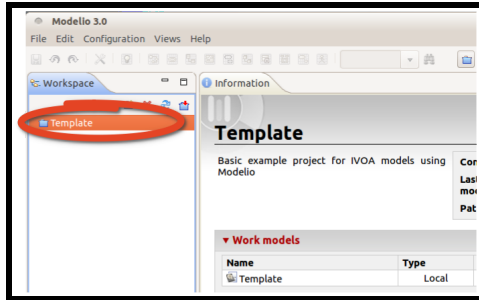 Modelio 3.0
File Edit Configuration Views Help
Workspace
Information
Template
Template
Basic example project for IVOA models using
Modelio
Work models
Name Type
Template Local